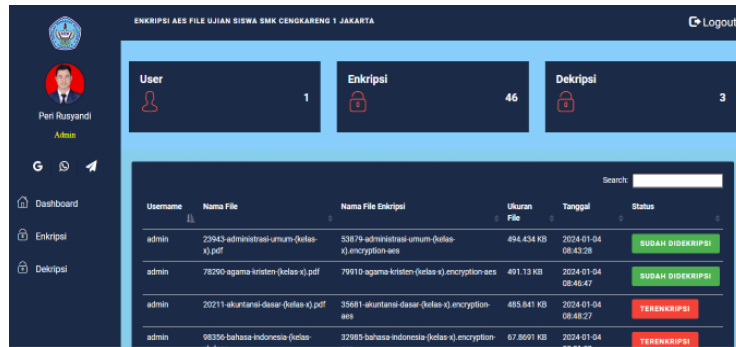 ENKRIPSI AES FILE UJIAN SISWA SMK CENGKARENG 1 JAKARTA
Logout
Peri Rusyandi
Admin
Dashboard
Enkripsi
Dekripsi
User
1
Enkripsi
46
Dekripsi
3
Search:
Username Nama File Nama File Enkripsi Ukuran File Tanggal Status
admin 23943-administrasi-umum-(kelas-x).pdf 53879-administrasi-umum-(kelas-x).encryption-aes 494.434 KB 2024-01-04 08:43:28 SUDAH DIDEKRIPSI
admin 78290-agama-kristen-(kelas-x).pdf 79910-agama-kristen-(kelas-x).encryption-aes 491.13 KB 2024-01-04 08:46:47 SUDAH DIDEKRIPSI
admin 20211-akuntansi-dasar-(kelas-x).pdf 35681-akuntansi-dasar-(kelas-x).encryption-aes 485.841 KB 2024-01-04 08:48:27 TERENKRIPSI
admin 98356-bahasa-indonesia-(kelas- 32985-bahasa-indonesia-(kelas-x).encryption- 67.8691 KB 2024-01-04 TERENKRIPSI